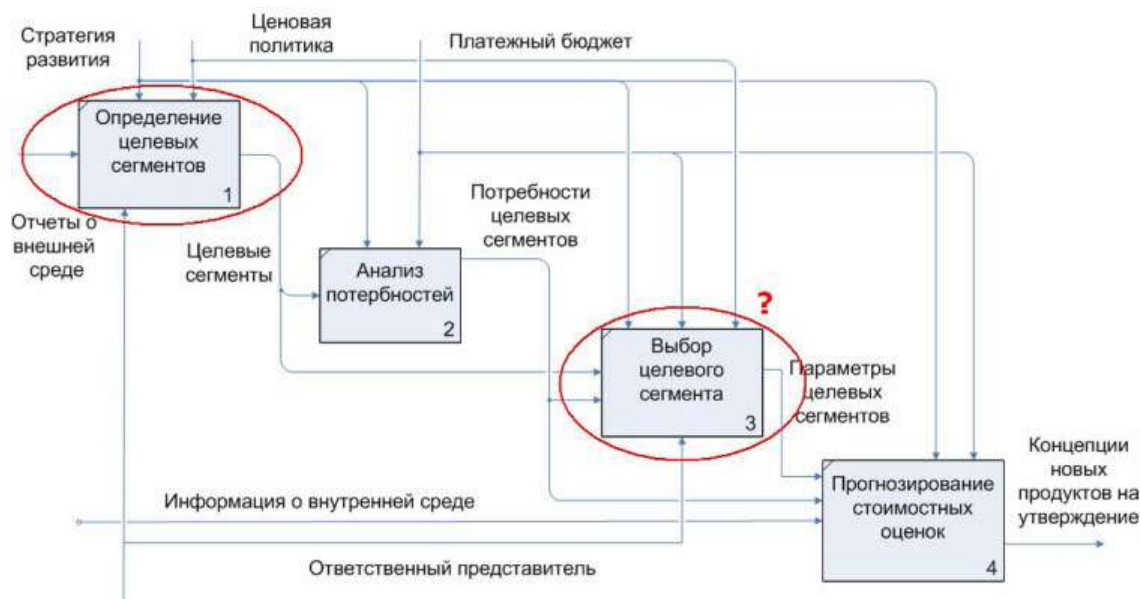 Стратегия
развития
Ценовая
политика
Платежный бюджет
Определение
целевых
сегментов
1
Отчеты о
внешней
среде
Целевые
сегменты
Потребности
целевых
сегментов
Анализ
потербностей
2
?
Выбор
целевого
сегмента
3
Параметры
целевых
сегментов
Информация о внутренней среде
Прогнозирование
стоимостных
оценок
4
Концепции
новых
продуктов на
утверждение
Ответственный представитель